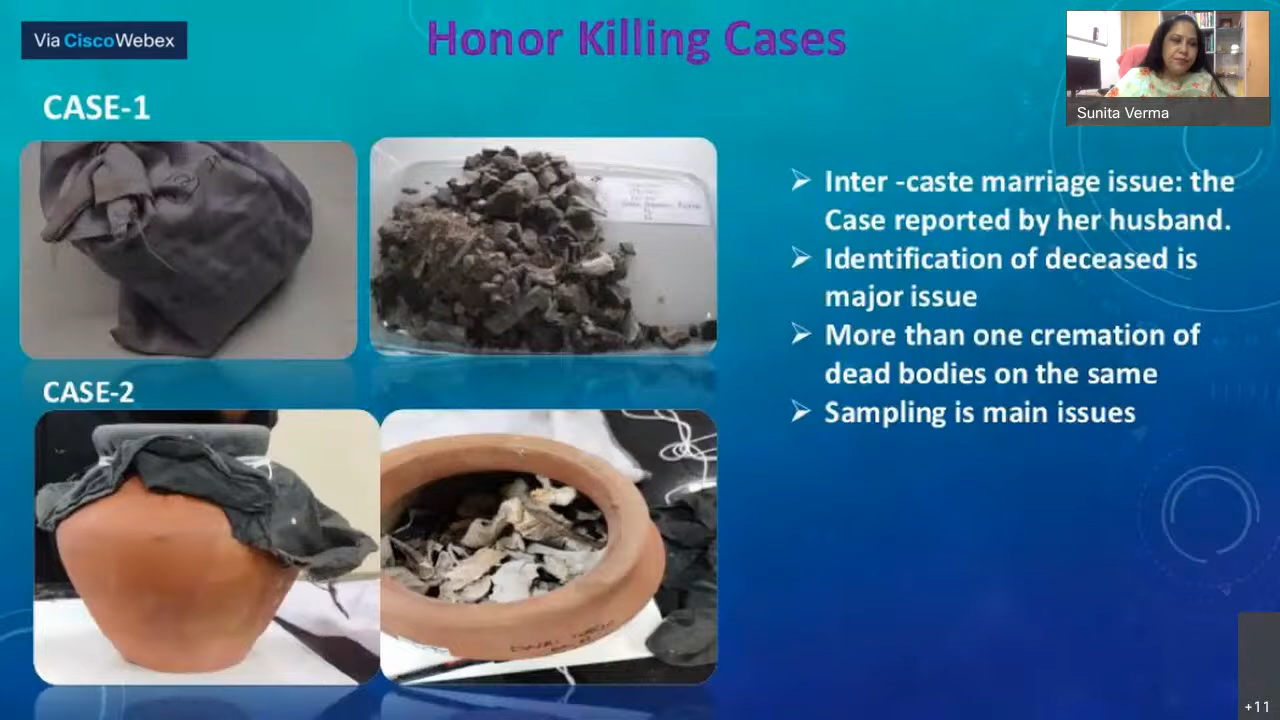 Via CiscoWebex
Honor Killing Cases
Sunita Verma
CASE-1
➢ Inter -caste marriage issue: the
Case reported by her husband.
➢ Identification of deceased is
major issue
➢ More than one cremation of
dead bodies on the same
➢ Sampling is main issues
CASE-2
+11